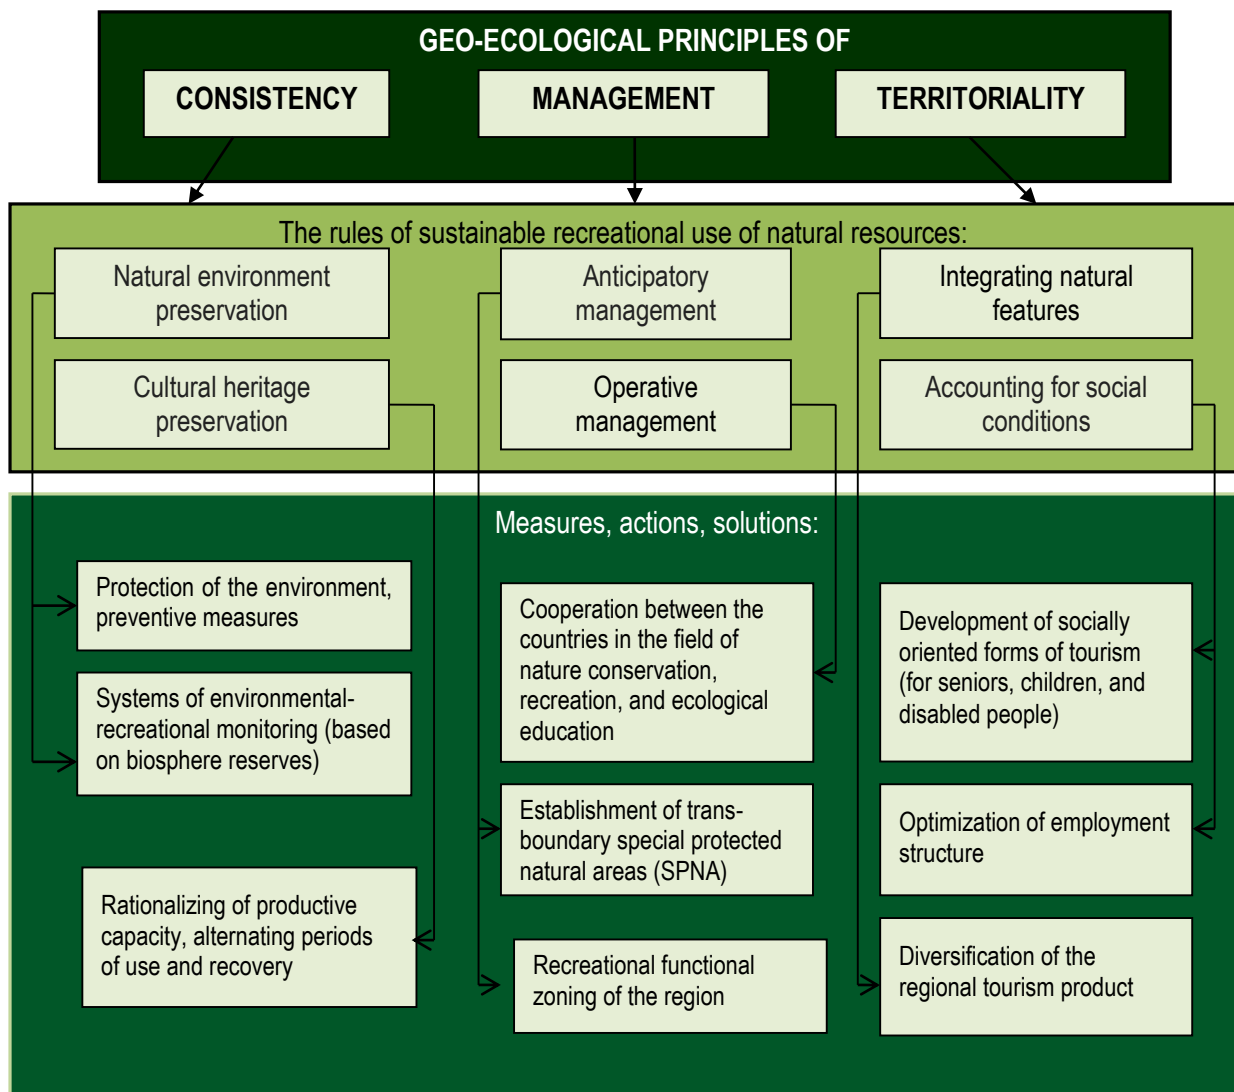 GEO-ECOLOGICAL PRINCIPLES OF
CONSISTENCY
MANAGEMENT
TERRITORIALITY
The rules of sustainable recreational use of natural resources:
Natural environment
preservation
Anticipatory
management
Integrating natural
features
Cultural heritage
preservation
Operative
management
Accounting for social
conditions
Measures, actions, solutions:
Protection of the environment,
preventive measures
Systems of environmental-
recreational monitoring (based
on biosphere reserves)
Rationalizing of productive
capacity, alternating periods
of use and recovery
Cooperation between the
countries in the field of
nature conservation,
recreation, and ecological
education
Establishment of trans-
boundary special protected
natural areas (SPNA)
Recreational functional
zoning of the region
Development of socially
oriented forms of tourism
(for seniors, children, and
disabled people)
Optimization of employment
structure
Diversification of the
regional tourism product